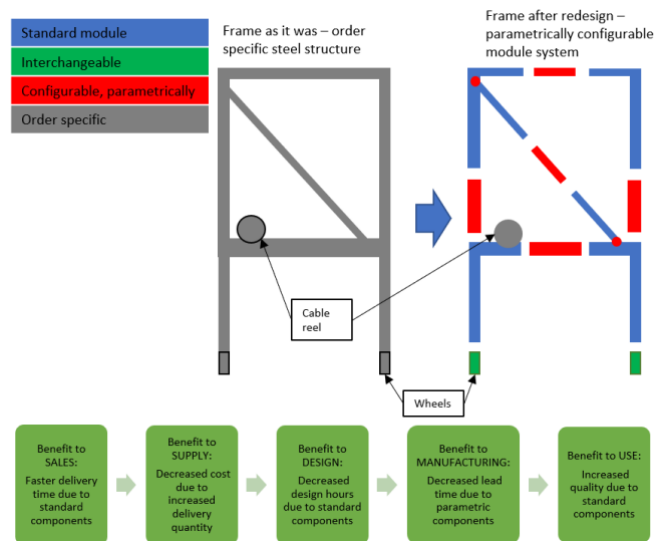 Standard module
Interchangeable
Configurable, parametrically
Order specific
Frame as it was – order
specific steel structure
Frame after redesign –
parametrically configurable
module system
Cable
reel
Wheels
Benefit to
SALES:
Faster delivery
time due to
standard
components
Benefit to
SUPPLY:
Decreased cost
due to
increased
delivery
quantity
Benefit to
DESIGN:
Decreased
design hours
due to standard
components
Benefit to
MANUFACTURING:
Decreased lead
time due to
parametric
components
Benefit to USE:
Increased
quality due to
standard
components